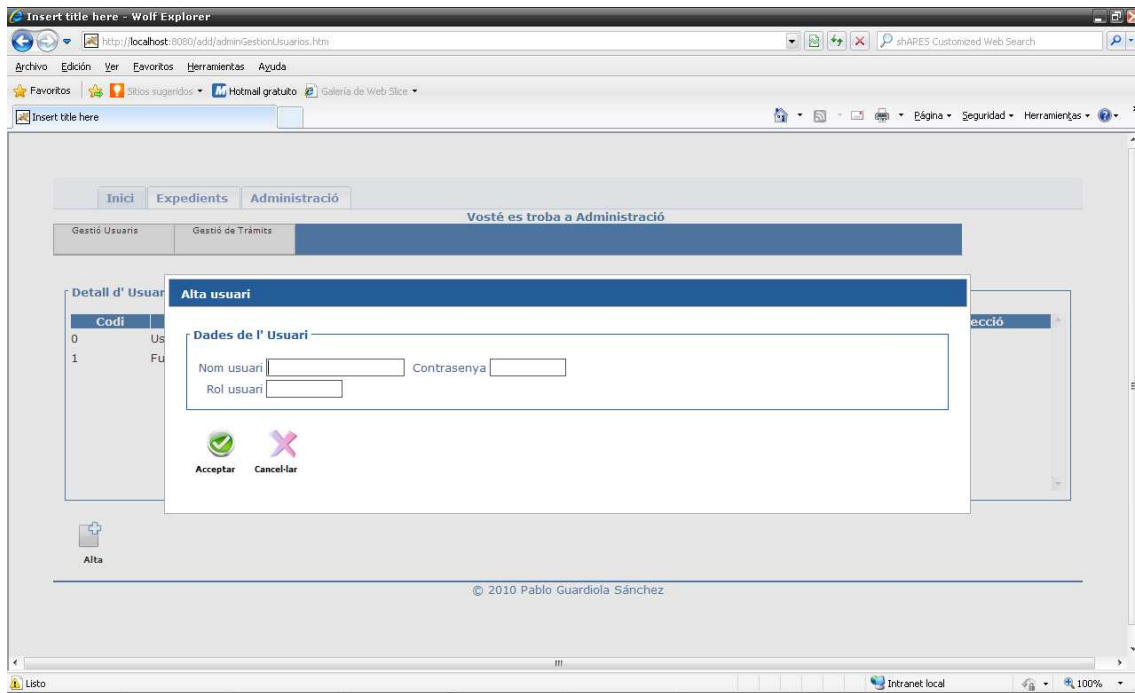 Insert title here - Wolf Explorer
http://localhost:8080/add/adminGestionUsuarios.htm
shARES Customized Web Search
Archivo Edición Ver Favoritos Herramientas Ayuda
Favoritos Sitios sugeridos Hotmail gratuito Galería de Web Slice
Insert title here Página Seguridad Herramientas
Inici Expedients Administració
Vosté es troba a Administració
Gestió Usuaris Gestió de Tràmits
Detall d' Usuar
Alta usuari
Codi ecció
0 Us
1 Fu
Dades de l' Usuari
Nom usuari Contrasenya
Rol usuari
Acceptar Cancel·lar
Alta
© 2010 Pablo Guardiola Sánchez
Listo Intranet local 100%